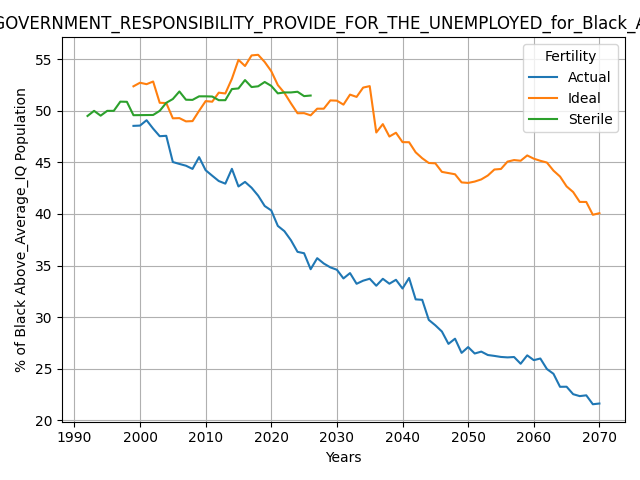 GOVERNMENT_RESPONSIBILITY_PROVIDE_FOR_THE_UNEMPLOYED_for_Black_A
Fertility
Actual
Ideal
Sterile
% of Black Above_Average_IQ Population
55
50
45
40
35
30
25
20
1990
2000
2010
2020
2030
2040
2050
2060
2070
Years